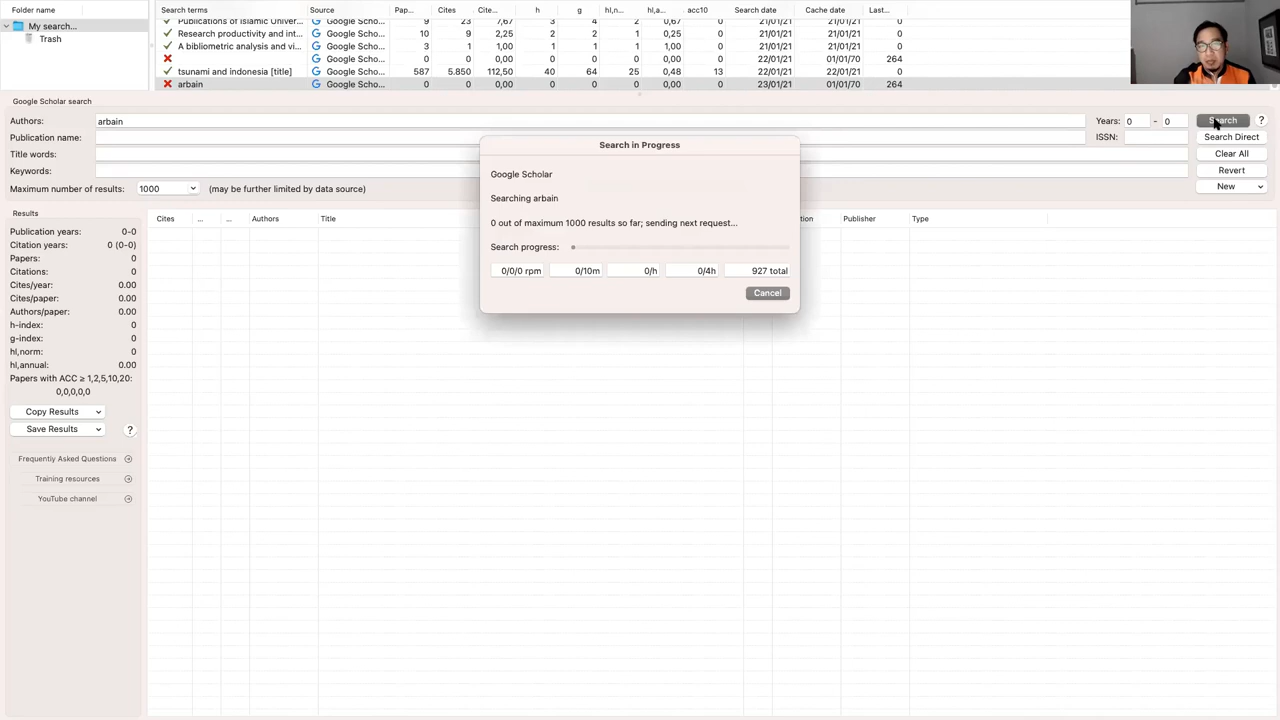 Folder name
My search...
Trash
Search terms Source Pap... Cites Cite... h g hI,n... hI,a... acc10 Search date Cache date Last...
Publications of Islamic Univer... Google Scho... 9 23 7,67 3 4 2 0,67 0 21/01/21 21/01/21 0
Research productivity and int... Google Scho... 10 9 2,25 2 2 1 0,25 0 21/01/21 21/01/21 0
A bibliometric analysis and vi... Google Scho... 3 1 1,00 1 1 1 1,00 0 21/01/21 21/01/21 0
Google Scho... 0 0 0,00 0 0 0 0,00 0 22/01/21 01/01/70 264
tsunami and indonesia [title] Google Scho... 587 5.850 112,50 40 64 25 0,48 13 22/01/21 22/01/21 0
arbain Google Scho... 0 0 0,00 0 0 0 0,00 0 23/01/21 01/01/70 264
Google Scholar search
Authors: arbain Years: 0 - 0 Search ?
Publication name: ISSN: Search Direct
Title words: Clear All
Keywords: Revert
Maximum number of results: 1000 (may be further limited by data source) New
Search in Progress
Google Scholar
Searching arbain
0 out of maximum 1000 results so far; sending next request...
Search progress:
0/0/0 rpm 0/10m 0/h 0/4h 927 total
Cancel
Results
Publication years: 0-0
Citation years: 0 (0-0)
Papers: 0
Citations: 0
Cites/year: 0.00
Cites/paper: 0.00
Authors/paper: 0.00
h-index: 0
g-index: 0
hI,norm: 0
hI,annual: 0.00
Papers with ACC ≥ 1,2,5,10,20:
0,0,0,0,0
Copy Results
Save Results ?
Frequently Asked Questions
Training resources
YouTube channel
Cites ... ... Authors Title tion Publisher Type